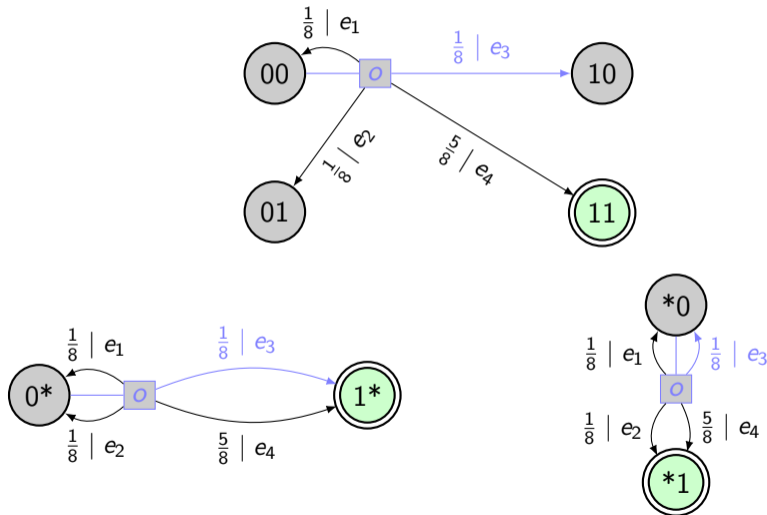 1/8 | e₁
1/8 | e₃
00
o
10
1/8 | e₂
5/8 | e₄
01
11
*0
1/8 | e₁
1/8 | e₃
1/8 | e₁
1/8 | e₃
0*
o
1*
o
1/8 | e₂
5/8 | e₄
1/8 | e₂
5/8 | e₄
*1